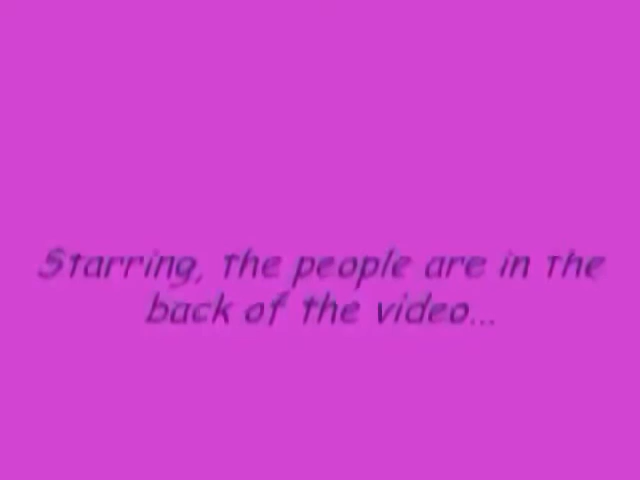 Starring, the people are in the
back of the video...